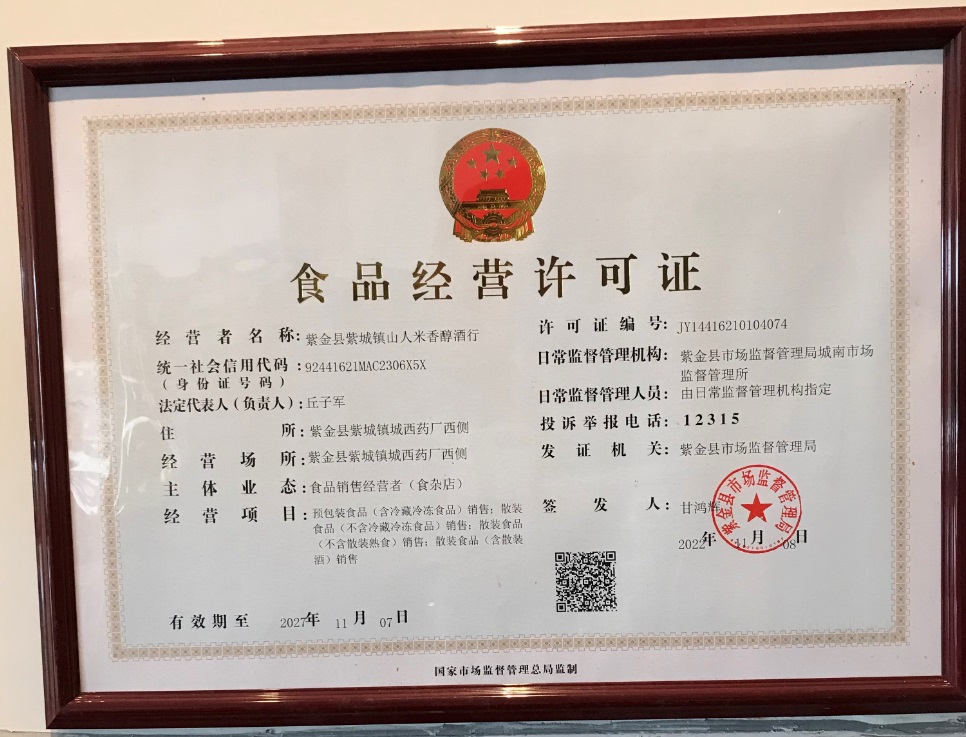 食品经营许可证
经营者名称:紫金县紫城镇山人米香醇酒行
统一社会信用代码:92441621MAC2306X5X
(身份证号码)
法定代表人(负责人):丘子军
住所:紫金县紫城镇城西药厂西侧
经营场所:紫金县紫城镇城西药厂西侧
主体业态:食品销售经营者(食杂店)
经营项目:预包装食品(含冷藏冷冻食品)销售;散装
食品(不含冷藏冷冻食品)销售;散装食品
(不含散装熟食)销售;散装食品(含散装
酒)销售
有效期至 2027年 11月 07日
许可证编号:JY14416210104074
日常监督管理机构:紫金县市场监督管理局城南市场
监督管理所
日常监督管理人员:由日常监督管理机构指定
投诉举报电话:12315
发证机关:紫金县市场监督管理局
签发人:甘鸿辉
紫金县市场监督管理局
2022年 11月 08日
国家市场监督管理总局监制